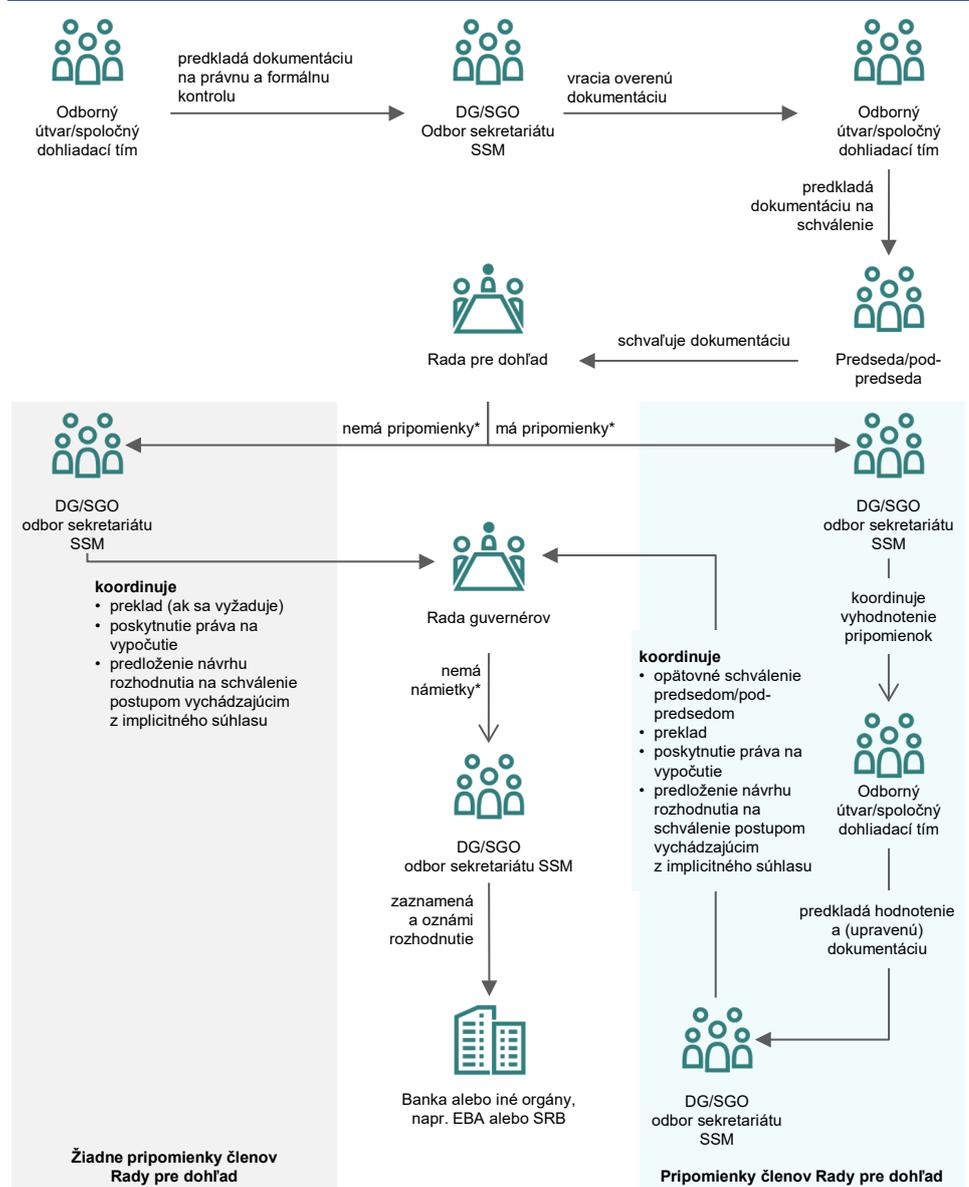 Odborný
útvar/spoločný
dohliadací tím
predkladá dokumentáciu
na právnu a formálnu
kontrolu
DG/SGO
Odbor sekretariátu
SSM
vracia overenú
dokumentáciu
Odborný
útvar/spoločný
dohliadací tím
predkladá
dokumentáciu na
schválenie
Predseda/pod-
predseda
schvaľuje dokumentáciu
Rada pre dohľad
nemá pripomienky*
má pripomienky*
DG/SGO
odbor sekretariátu
SSM
koordinuje
• preklad (ak sa vyžaduje)
• poskytnutie práva na
vypočutie
• predloženie návrhu
rozhodnutia na schválenie
postupom vychádzajúcim
z implicitného súhlasu
Rada guvernérov
nemá
námietky*
DG/SGO
odbor sekretariátu SSM
zaznamená
a oznámi
rozhodnutie
Banka alebo iné orgány,
napr. EBA alebo SRB
DG/SGO
odbor sekretariátu
SSM
koordinuje
vyhodnotenie
pripomienok
Odborný
útvar/spoločný
dohliadací tím
predkladá hodnotenie
a (upravenú)
dokumentáciu
DG/SGO
odbor sekretariátu
SSM
koordinuje
• opätovné schválenie
predsedom/pod-
predsedom
• preklad
• poskytnutie práva na
vypočutie
• predloženie návrhu
rozhodnutia na
schválenie postupom
vychádzajúcim
z implicitného súhlasu
Žiadne pripomienky členov
Rady pre dohľad
Pripomienky členov Rady pre dohľad